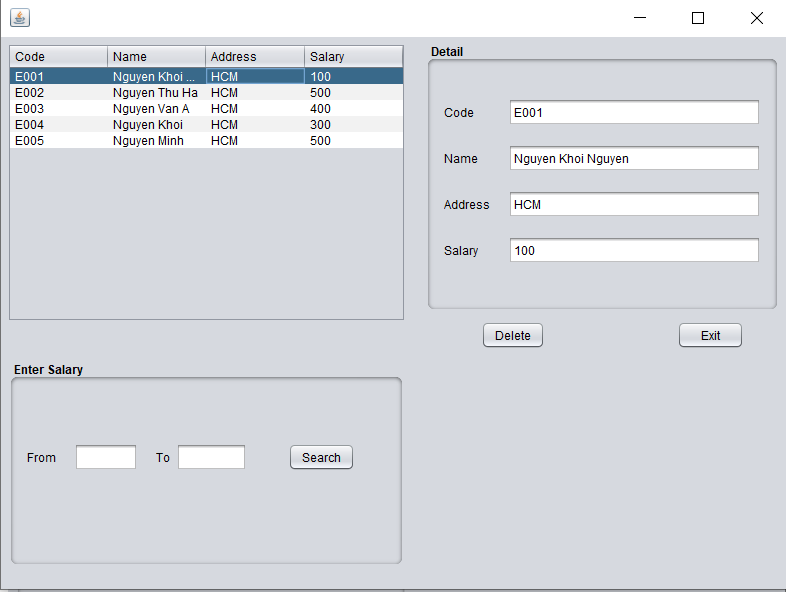 Code Name Address Salary
E001 Nguyen Khoi ... HCM 100
E002 Nguyen Thu Ha HCM 500
E003 Nguyen Van A HCM 400
E004 Nguyen Khoi HCM 300
E005 Nguyen Minh HCM 500
Detail
Code E001
Name Nguyen Khoi Nguyen
Address HCM
Salary 100
Delete Exit
Enter Salary
From To Search